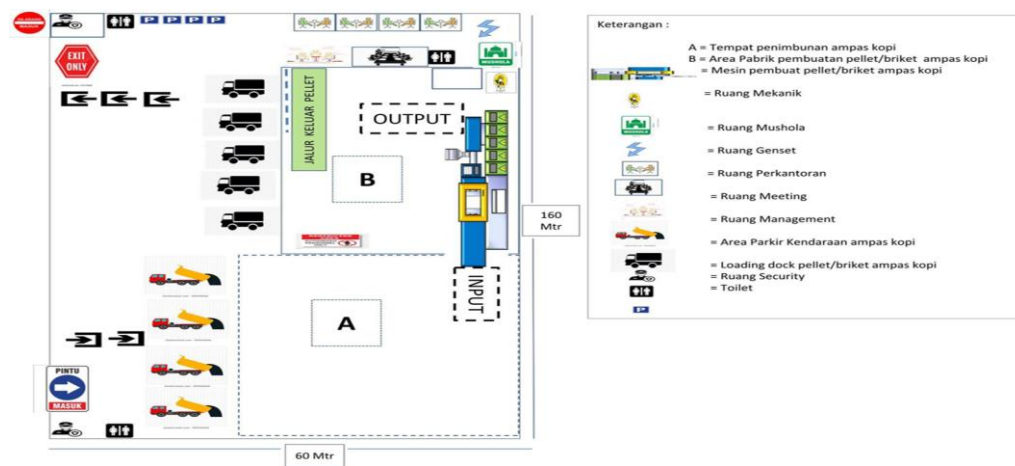 DILARANG
MASUK
P P P P
EXIT
ONLY
MUSHOLA
JALUR KELUAR PELLET
OUTPUT
B
160
Mtr
INPUT
A
PINTU
MASUK
60 Mtr
Keterangan :
A = Tempat penimbunan ampas kopi
B = Area Pabrik pembuatan pellet/briket ampas kopi
= Mesin pembuat pellet/briket ampas kopi
= Ruang Mekanik
MUSHOLA
= Ruang Mushola
= Ruang Genset
= Ruang Perkantoran
= Ruang Meeting
= Ruang Management
= Area Parkir Kendaraan ampas kopi
= Loading dock pellet/briket ampas kopi
= Ruang Security
= Toilet
P